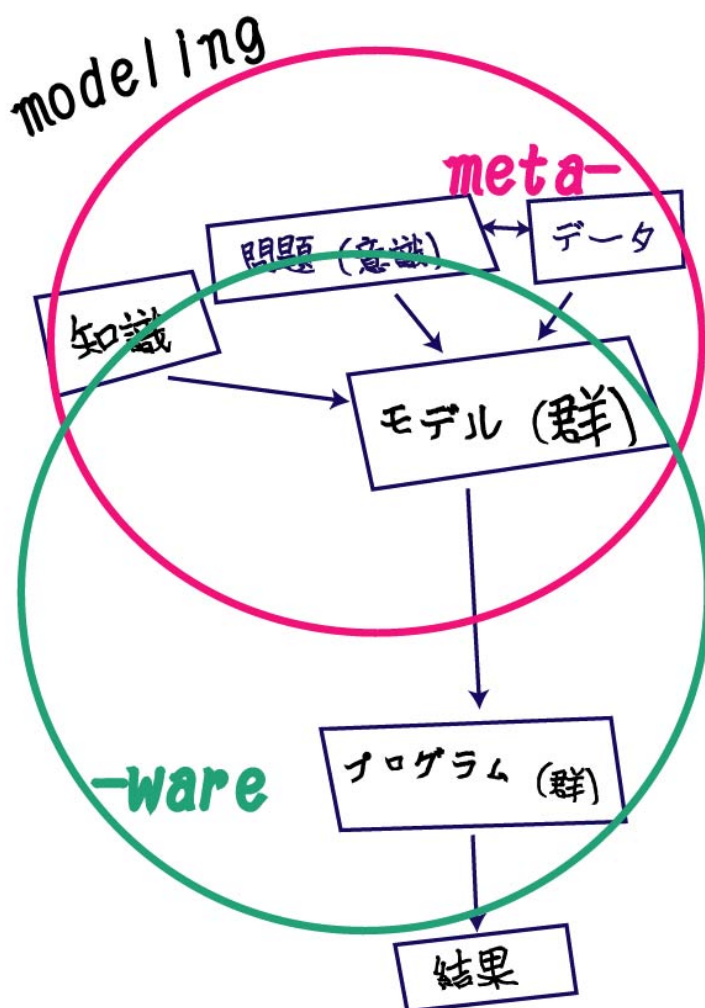 modeling
meta-
問題(意識)
データ
知識
モデル(群)
-ware
プログラム(群)
結果